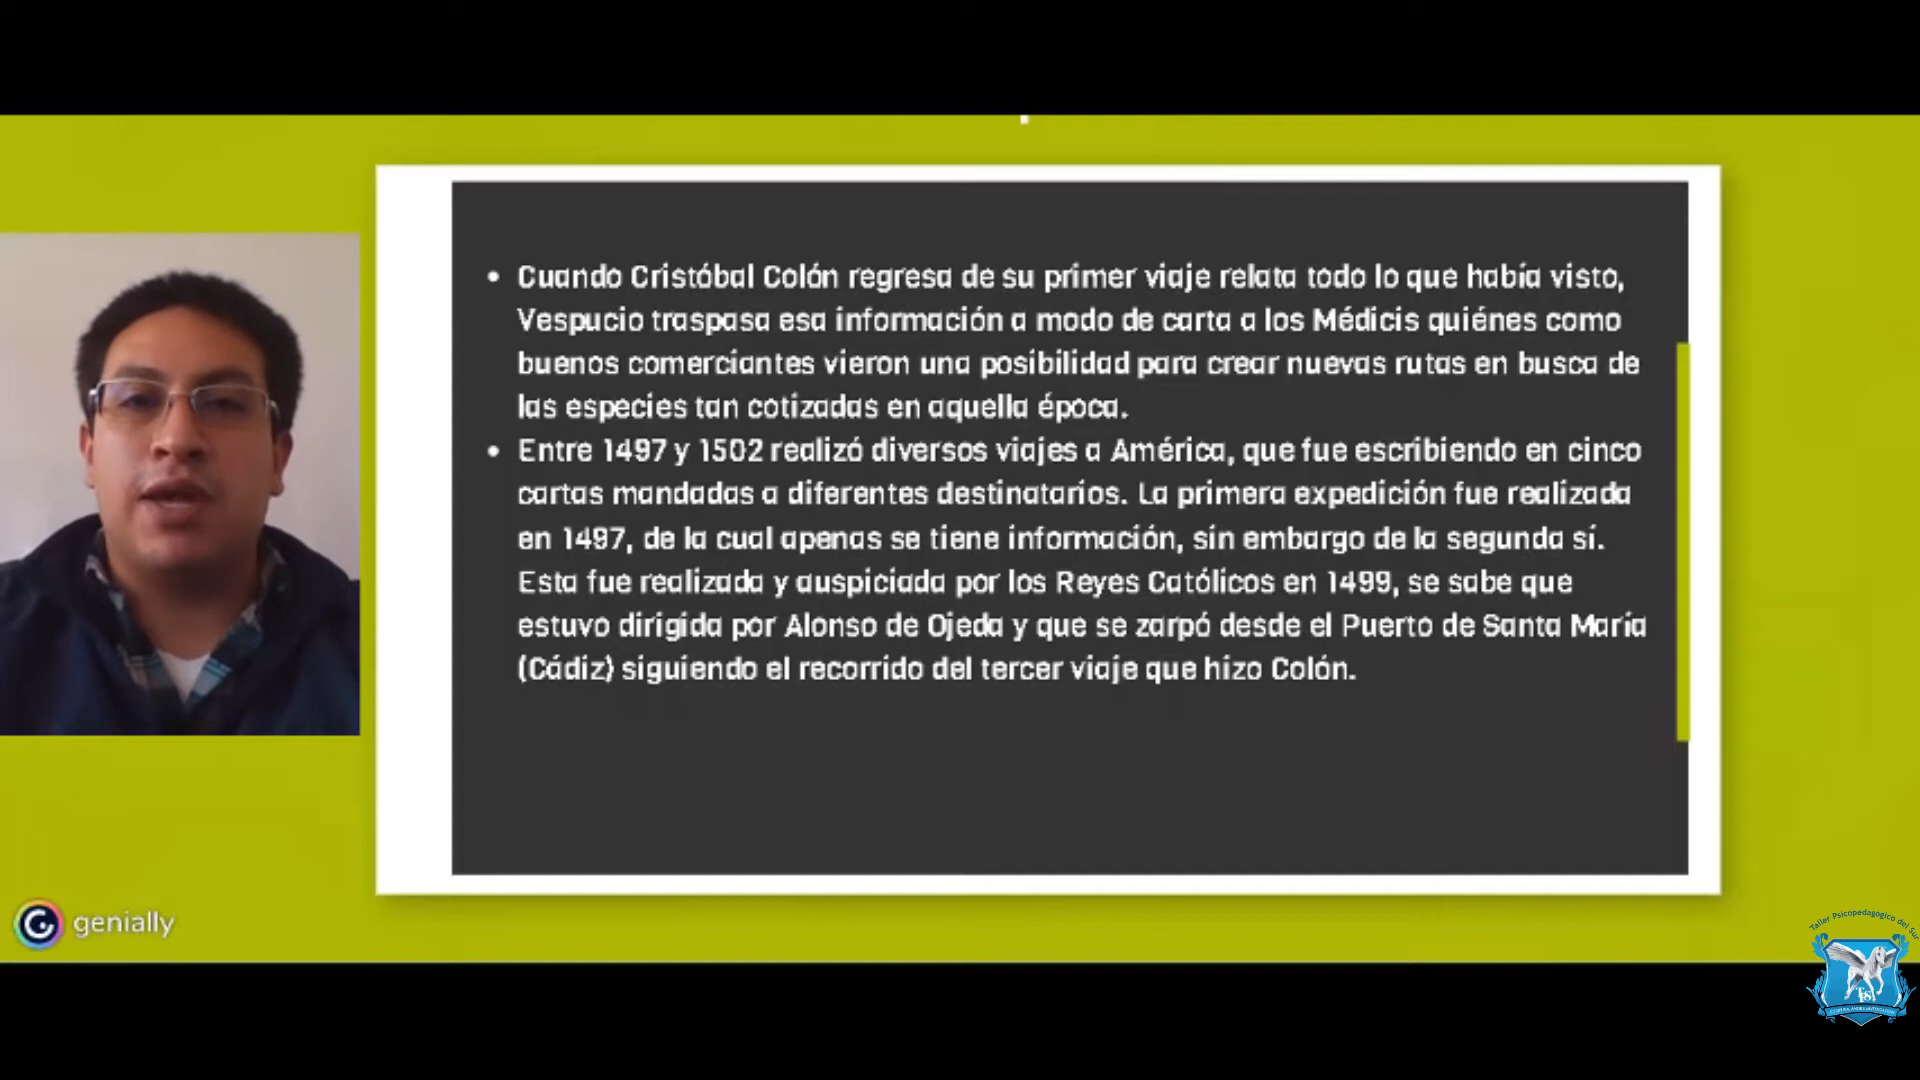 Cuando Cristóbal Colón regresa de su primer viaje relata todo lo que había visto,
Vespucio traspasa esa información a modo de carta a los Médicis quiénes como
buenos comerciantes vieron una posibilidad para crear nuevas rutas en busca de
las especies tan cotizadas en aquella época.
Entre 1497 y 1502 realizó diversos viajes a América, que fue escribiendo en cinco
cartas mandadas a diferentes destinatarios. La primera expedición fue realizada
en 1497, de la cual apenas se tiene información, sin embargo de la segunda sí.
Esta fue realizada y auspiciada por los Reyes Católicos en 1499, se sabe que
estuvo dirigida por Alonso de Ojeda y que se zarpó desde el Puerto de Santa María
(Cádiz) siguiendo el recorrido del tercer viaje que hizo Colón.
genially
Taller Psicopedagógico del Sur
TPS